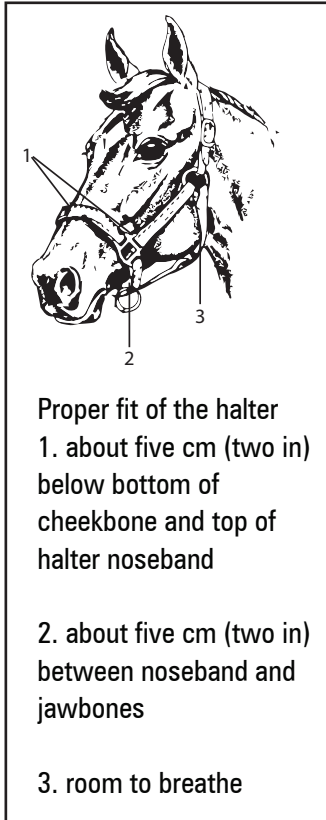 1
2
3
Proper fit of the halter
1. about five cm (two in)
below bottom of
cheekbone and top of
halter noseband
2. about five cm (two in)
between noseband and
jawbones
3. room to breathe